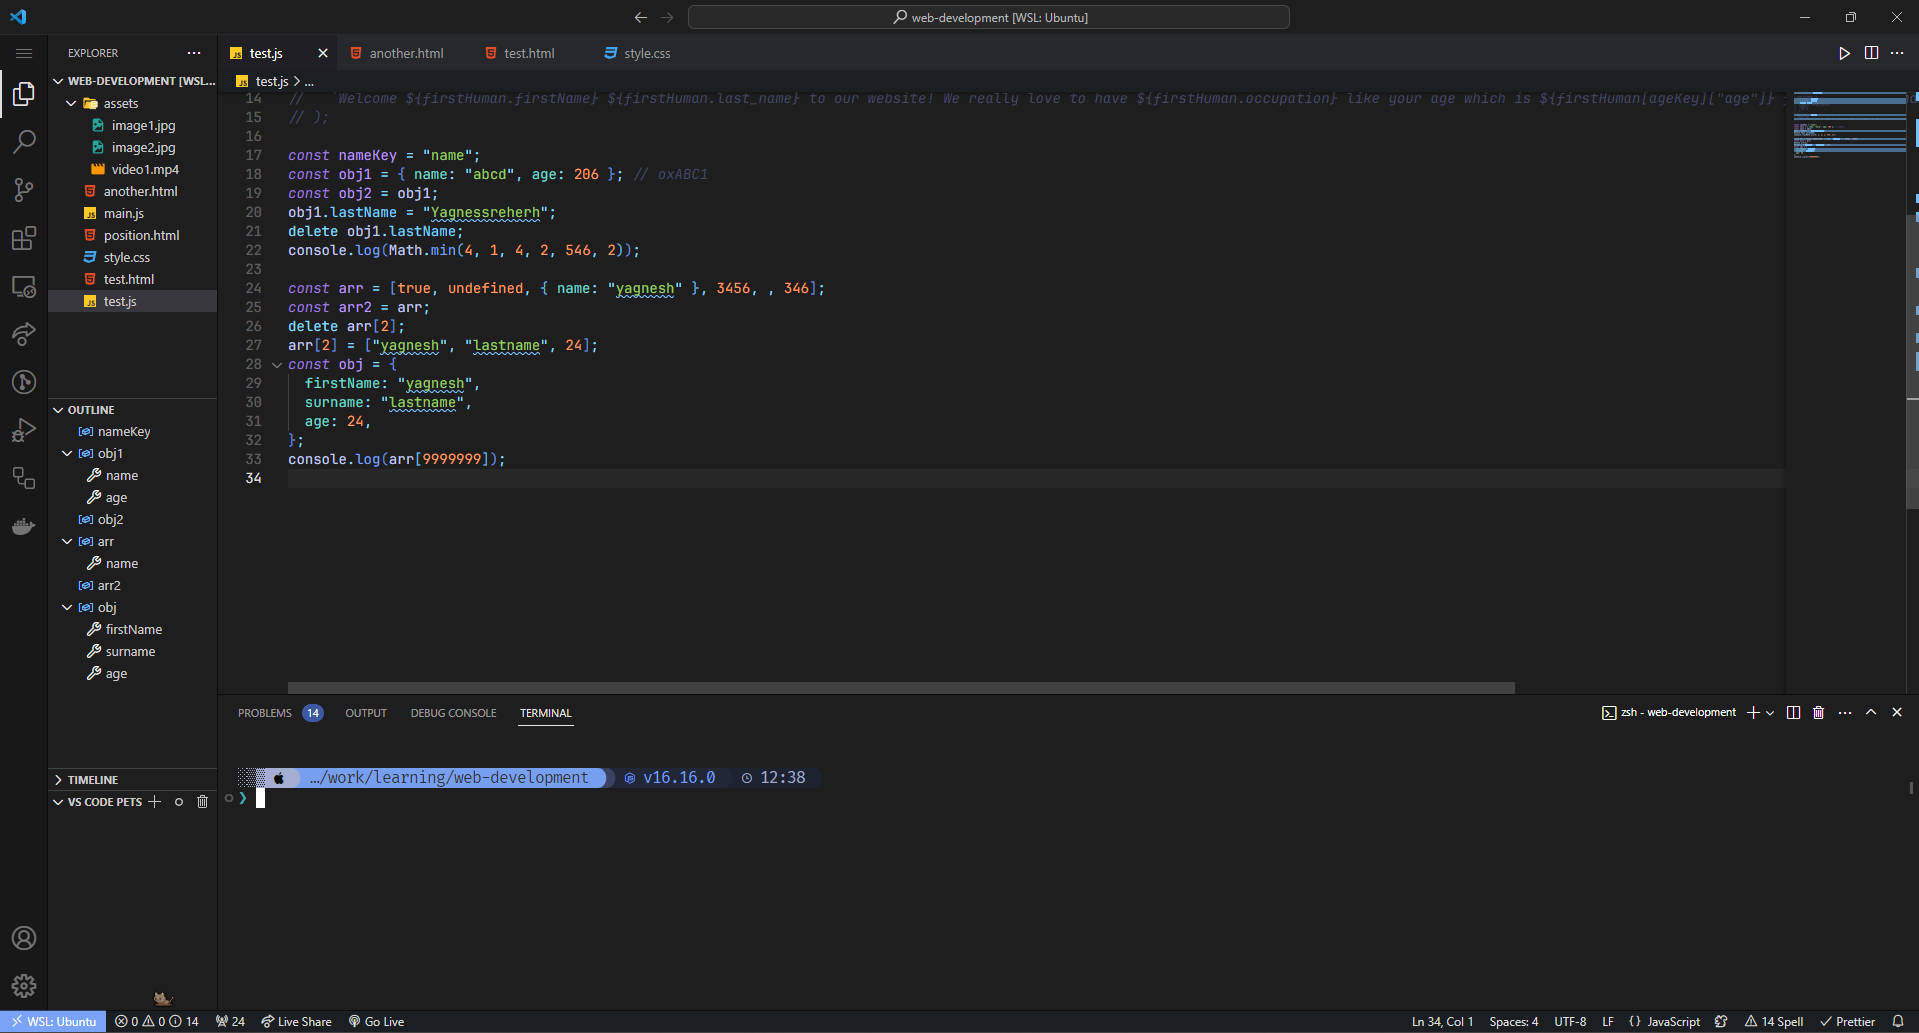 web-development [WSL: Ubuntu]
EXPLORER
WEB-DEVELOPMENT [WSL...
assets
image1.jpg
image2.jpg
video1.mp4
another.html
main.js
position.html
style.css
test.html
test.js
OUTLINE
nameKey
obj1
name
age
obj2
arr
name
arr2
obj
firstName
surname
age
TIMELINE
VS CODE PETS
test.js
another.html
test.html
style.css
test.js > ...
14 //    Welcome ${firstHuman.firstName} ${firstHuman.last_name} to our website! We really love to have ${firstHuman.occupation} like your age which is ${firstHuman[ageKey]["age"]}
15 // );
16
17 const nameKey = "name";
18 const obj1 = { name: "abcd", age: 206 }; // oxABC1
19 const obj2 = obj1;
20 obj1.lastName = "Yagnessreherh";
21 delete obj1.lastName;
22 console.log(Math.min(4, 1, 4, 2, 546, 2));
23
24 const arr = [true, undefined, { name: "yagnesh" }, 3456, , 346];
25 const arr2 = arr;
26 delete arr[2];
27 arr[2] = ["yagnesh", "lastname", 24];
28 const obj = {
29   firstName: "yagnesh",
30   surname: "lastname",
31   age: 24,
32 };
33 console.log(arr[9999999]);
34
PROBLEMS 14 OUTPUT DEBUG CONSOLE TERMINAL
zsh - web-development
…/work/learning/web-development v16.16.0 12:38
❯
WSL: Ubuntu 0 0 14 24 Live Share Go Live
Ln 34, Col 1 Spaces: 4 UTF-8 LF {} JavaScript 14 Spell Prettier